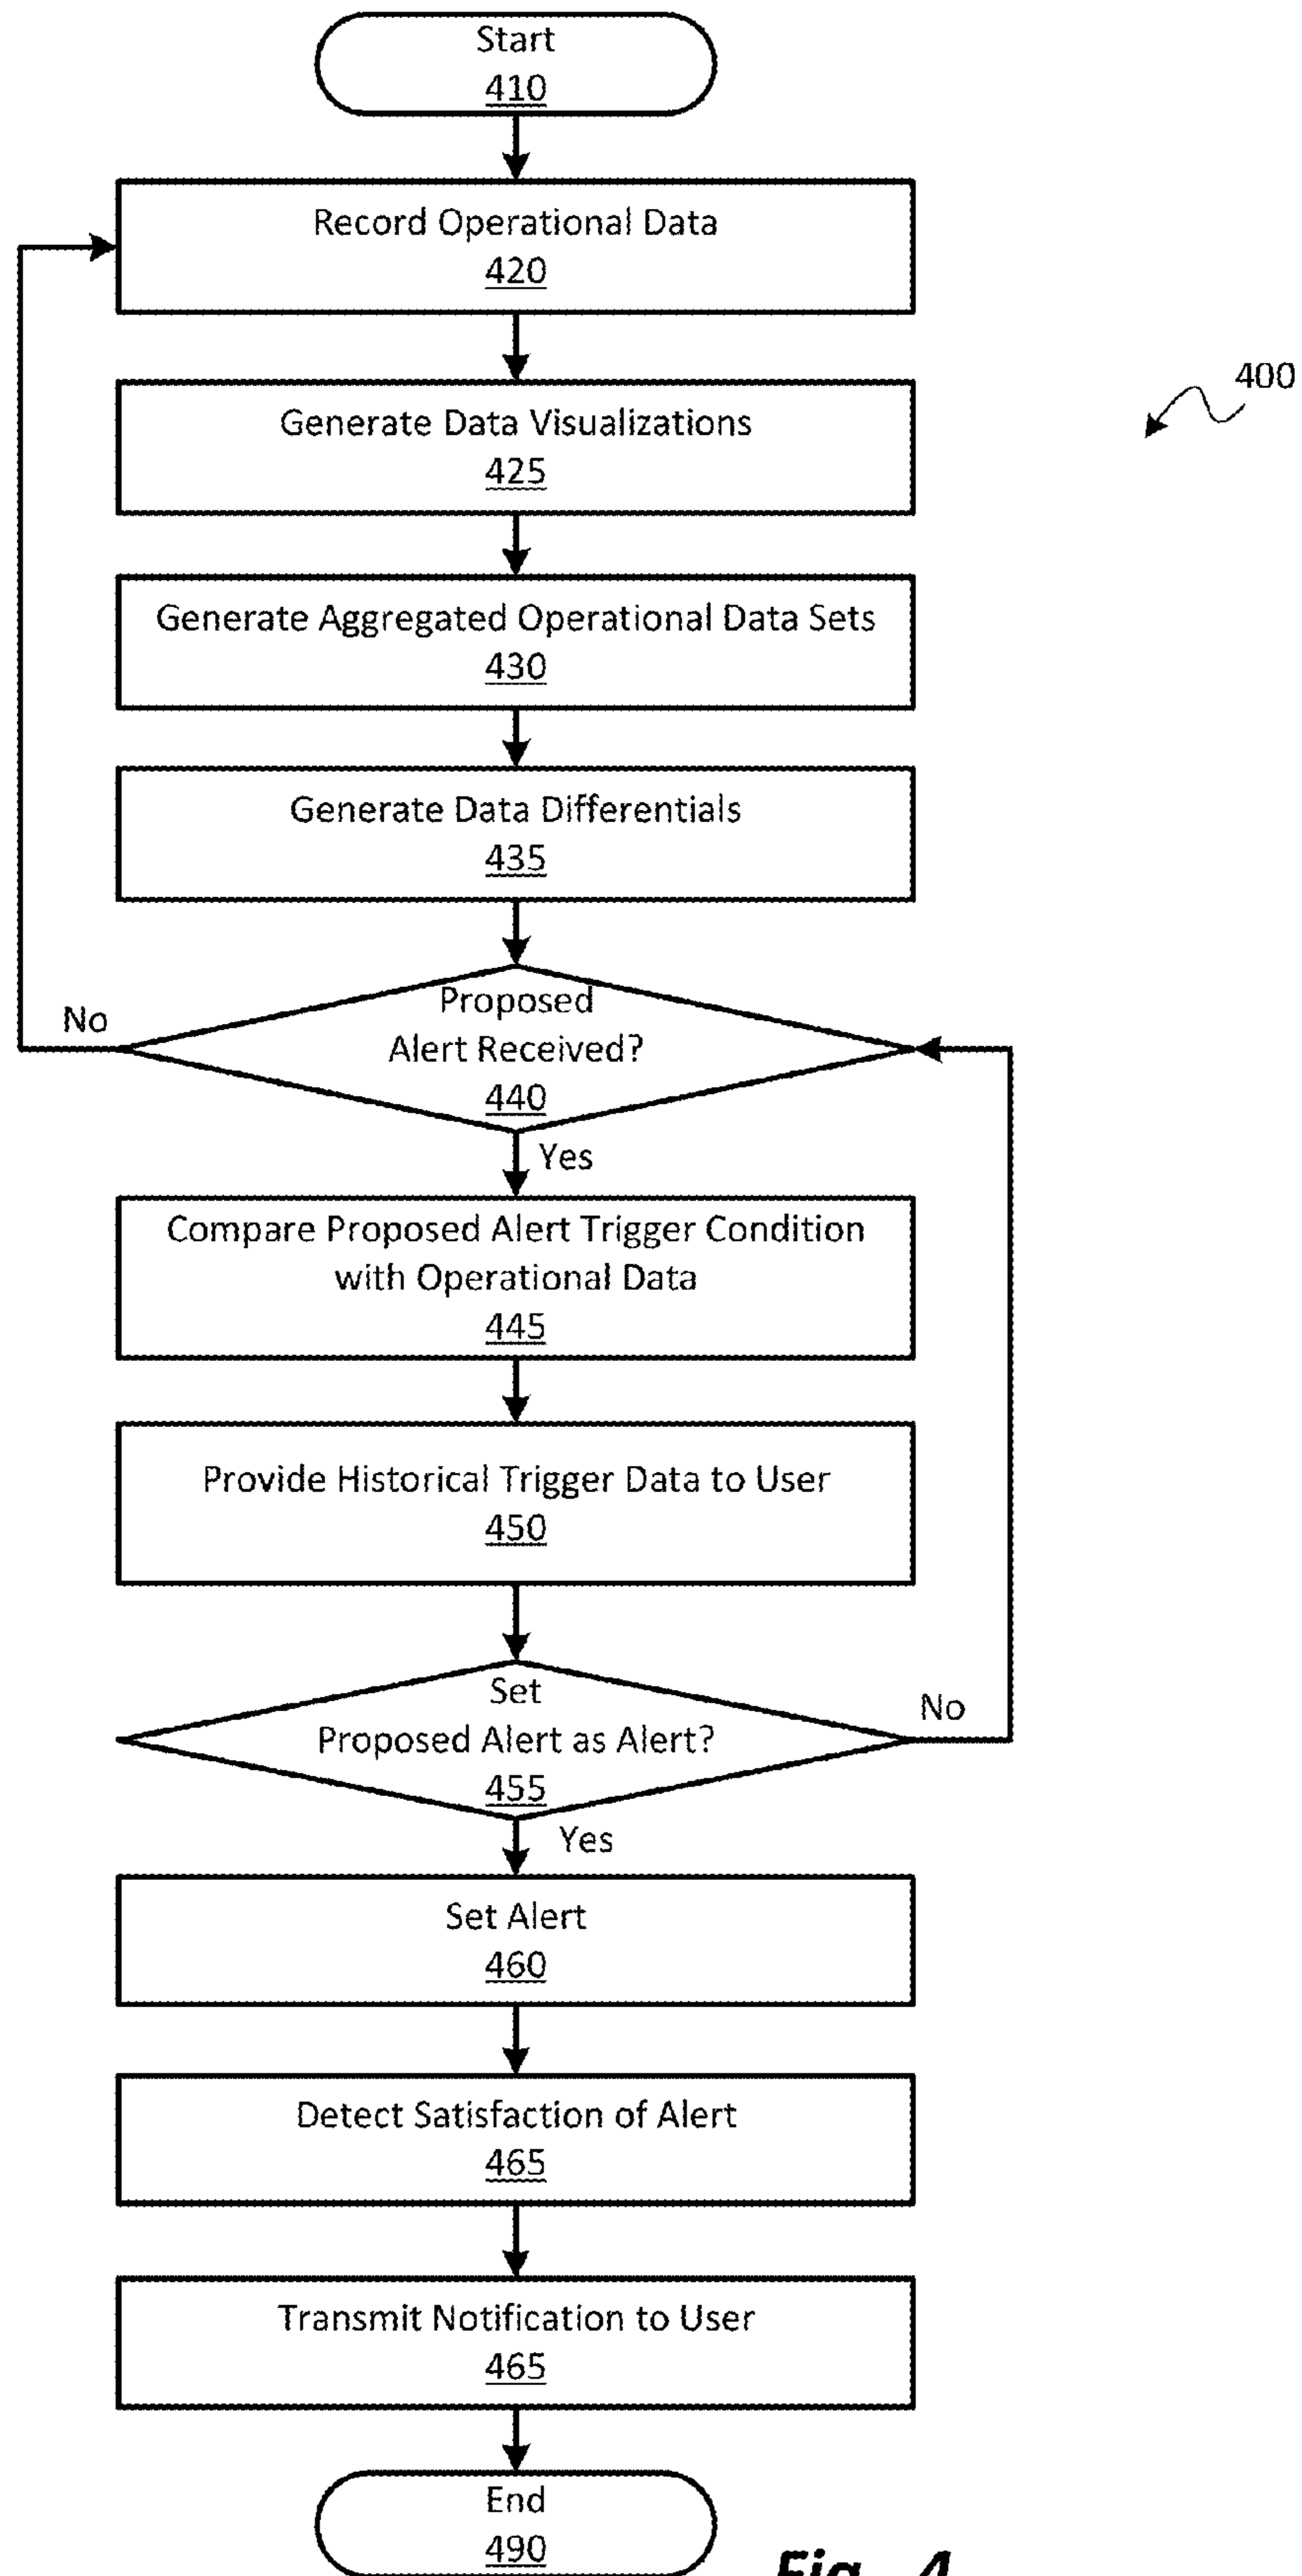 Start
410
Record Operational Data
420
400
Generate Data Visualizations
425
Generate Aggregated Operational Data Sets
430
Generate Data Differentials
435
No
Proposed
Alert Received?
440
Yes
Compare Proposed Alert Trigger Condition
with Operational Data
445
Provide Historical Trigger Data to User
450
Set
Proposed Alert as Alert?
455
No
Yes
Set Alert
460
Detect Satisfaction of Alert
465
Transmit Notification to User
465
End
490
Fig. 4